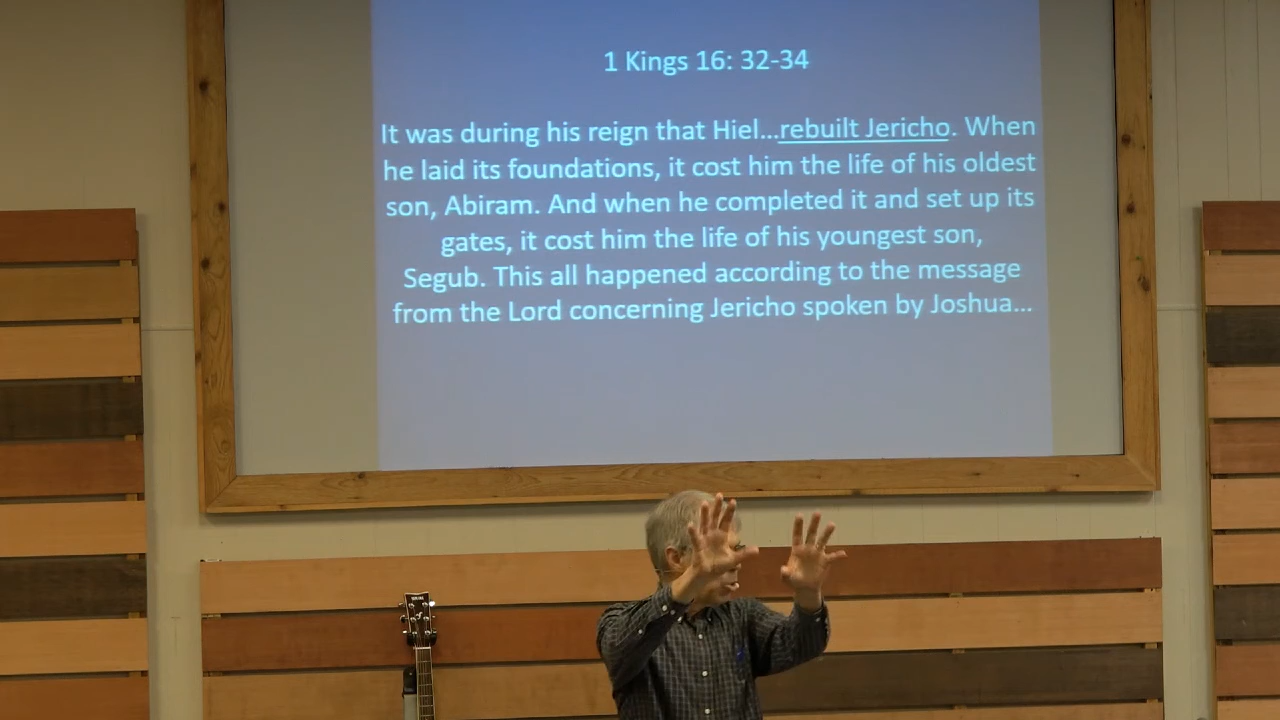 1 Kings 16: 32-34
It was during his reign that Hiel...rebuilt Jericho. When
he laid its foundations, it cost him the life of his oldest
son, Abiram. And when he completed it and set up its
gates, it cost him the life of his youngest son,
Segub. This all happened according to the message
from the Lord concerning Jericho spoken by Joshua...